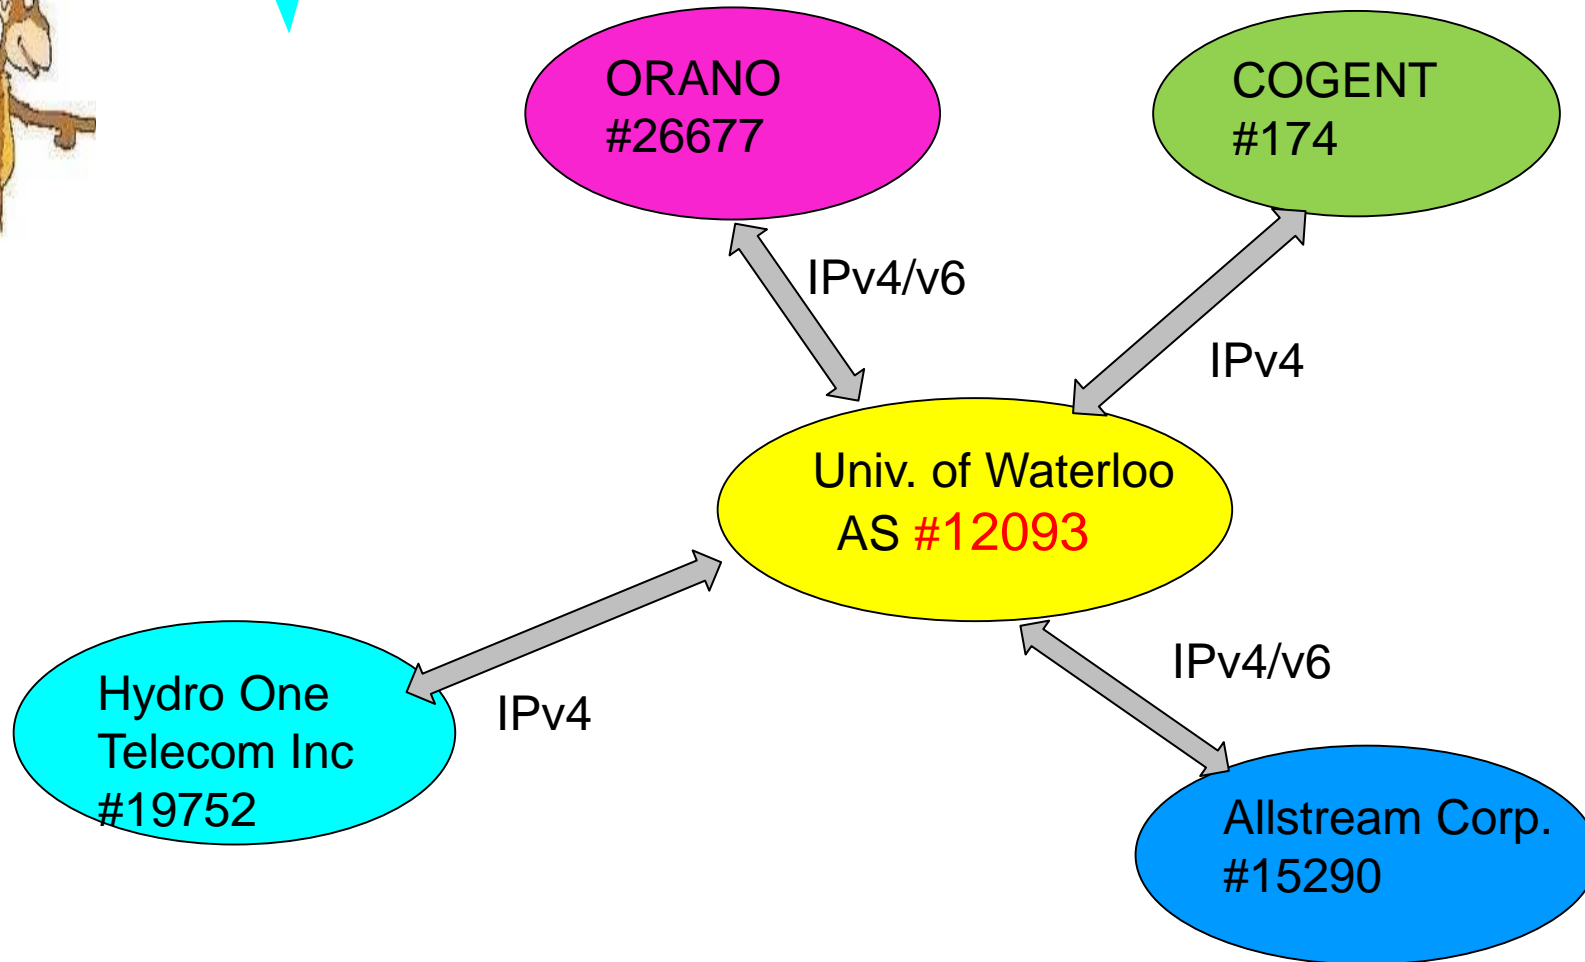 ORANO
#26677
COGENT
#174
IPv4/v6
IPv4
Univ. of Waterloo
AS #12093
Hydro One
Telecom Inc
#19752
IPv4
IPv4/v6
Allstream Corp.
#15290